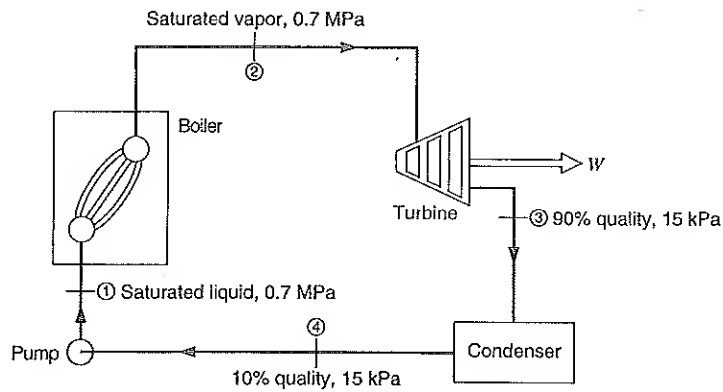 Saturated vapor, 0.7 MPa
②
Boiler
Turbine
W
③ 90% quality, 15 kPa
① Saturated liquid, 0.7 MPa
④
Pump
10% quality, 15 kPa
Condenser